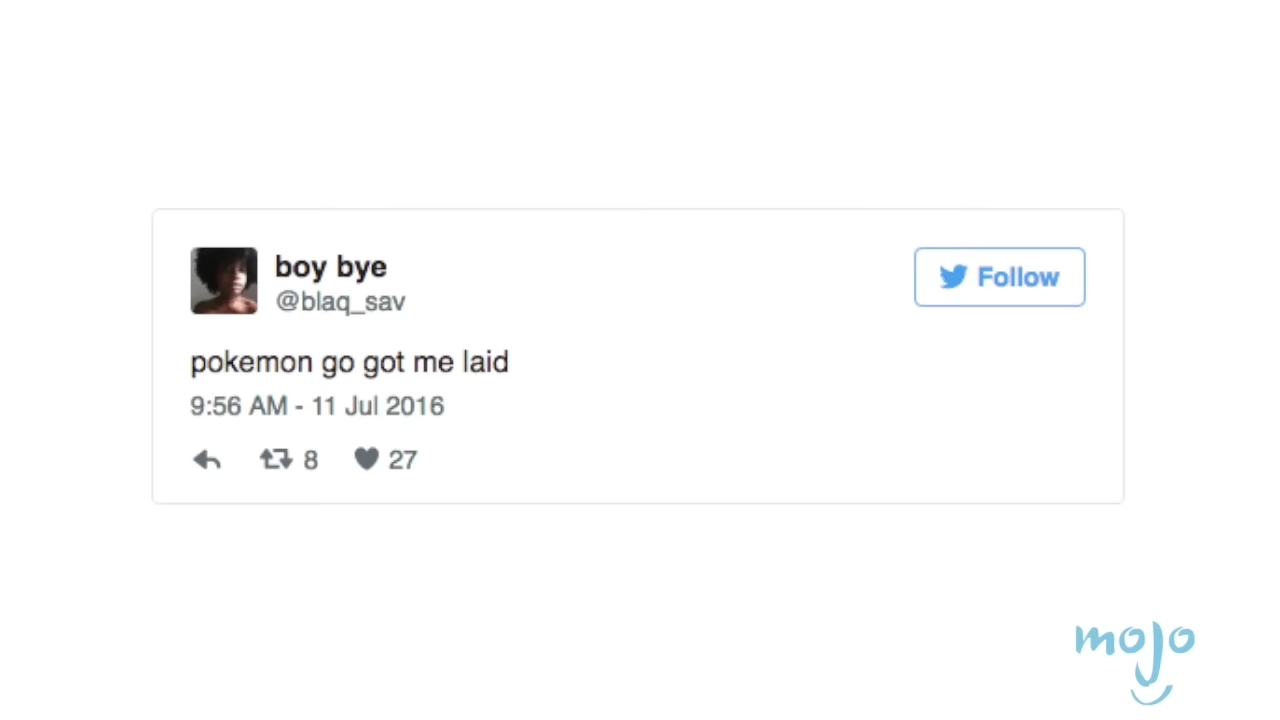 boy bye
@blaq_sav
Follow
pokemon go got me laid
9:56 AM - 11 Jul 2016
8 27
mojo